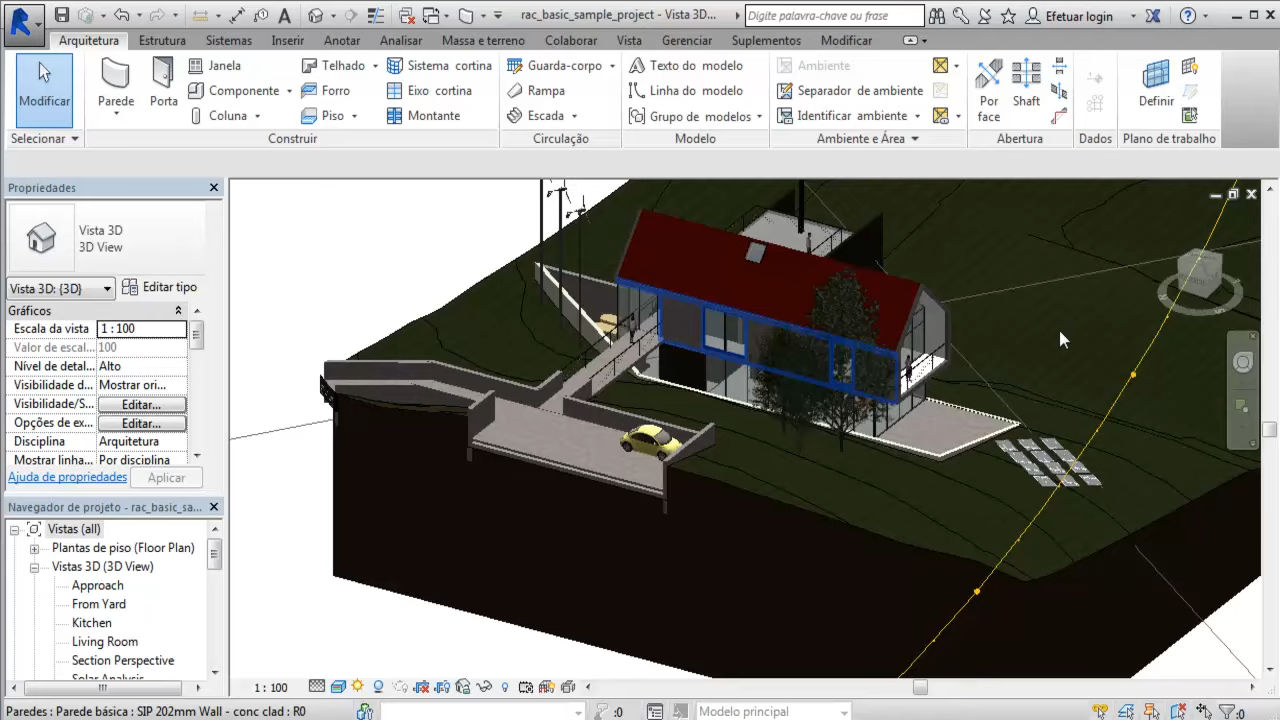 rac_basic_sample_project - Vista 3D...
Digite palavra-chave ou frase
Efetuar login
Arquitetura Estrutura Sistemas Inserir Anotar Analisar Massa e terreno Colaborar Vista Gerenciar Suplementos Modificar
Modificar
Selecionar
Parede
Porta
Janela
Componente
Coluna
Telhado
Forro
Piso
Sistema cortina
Eixo cortina
Montante
Construir
Guarda-corpo
Rampa
Escada
Circulação
Texto do modelo
Linha do modelo
Grupo de modelos
Modelo
Ambiente
Separador de ambiente
Identificar ambiente
Ambiente e Área
Por
face
Shaft
Abertura
Dados
Definir
Plano de trabalho
Propriedades
Vista 3D
3D View
Vista 3D: {3D}
Editar tipo
Gráficos
Escala da vista 1 : 100
Valor de escal... 100
Nível de detal... Alto
Visibilidade d... Mostrar ori...
Visibilidade/S... Editar...
Opções de ex... Editar...
Disciplina Arquitetura
Mostrar linha... Por disciplina
Ajuda de propriedades Aplicar
Navegador de projeto - rac_basic_sa...
Vistas (all)
Plantas de piso (Floor Plan)
Vistas 3D (3D View)
Approach
From Yard
Kitchen
Living Room
Section Perspective
Solar Analysis
1 : 100
Paredes : Parede básica : SIP 202mm Wall - conc clad : R0
:0
Modelo principal
:0